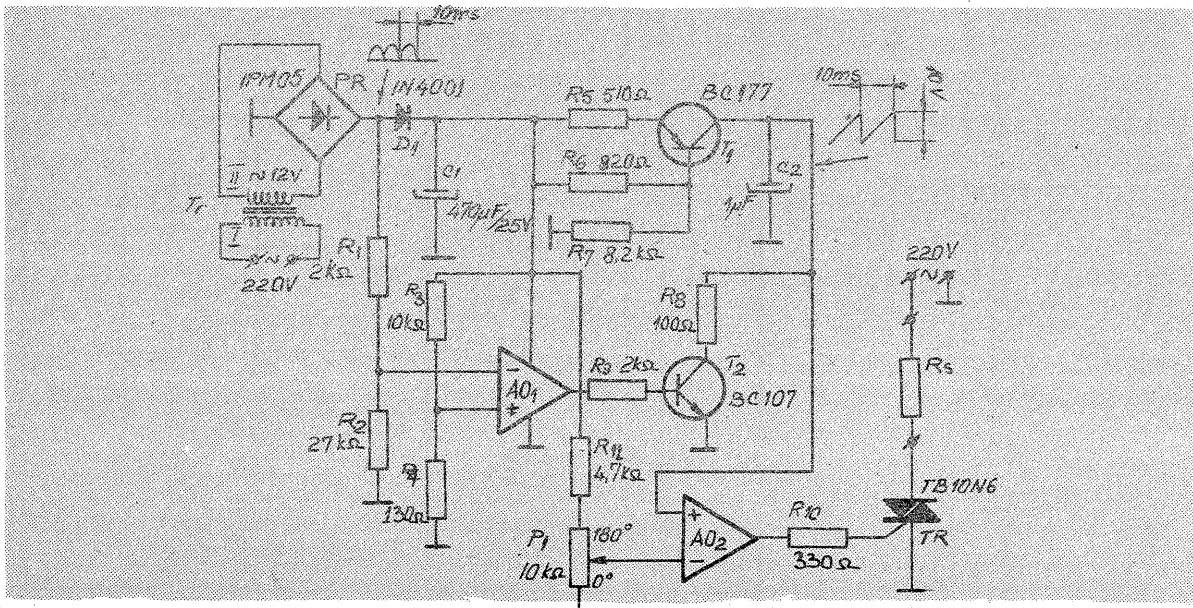 10ms
1PM05
PR
1N4001
D1
II ~ 12V
Tr
I
~
220V
R1
2kΩ
C1
470μF/25V
R5 510Ω
BC177
T1
R6 820Ω
R7 8,2kΩ
C2
1μF
10ms
R3
10kΩ
R8
100Ω
220V
~
-
AO1
+
R9 2kΩ
T2
BC107
Rs
R2
27kΩ
R4
130Ω
R11
4,7kΩ
P1
10kΩ
180°
0°
+
AO2
-
R10
330Ω
TB10N6
TR